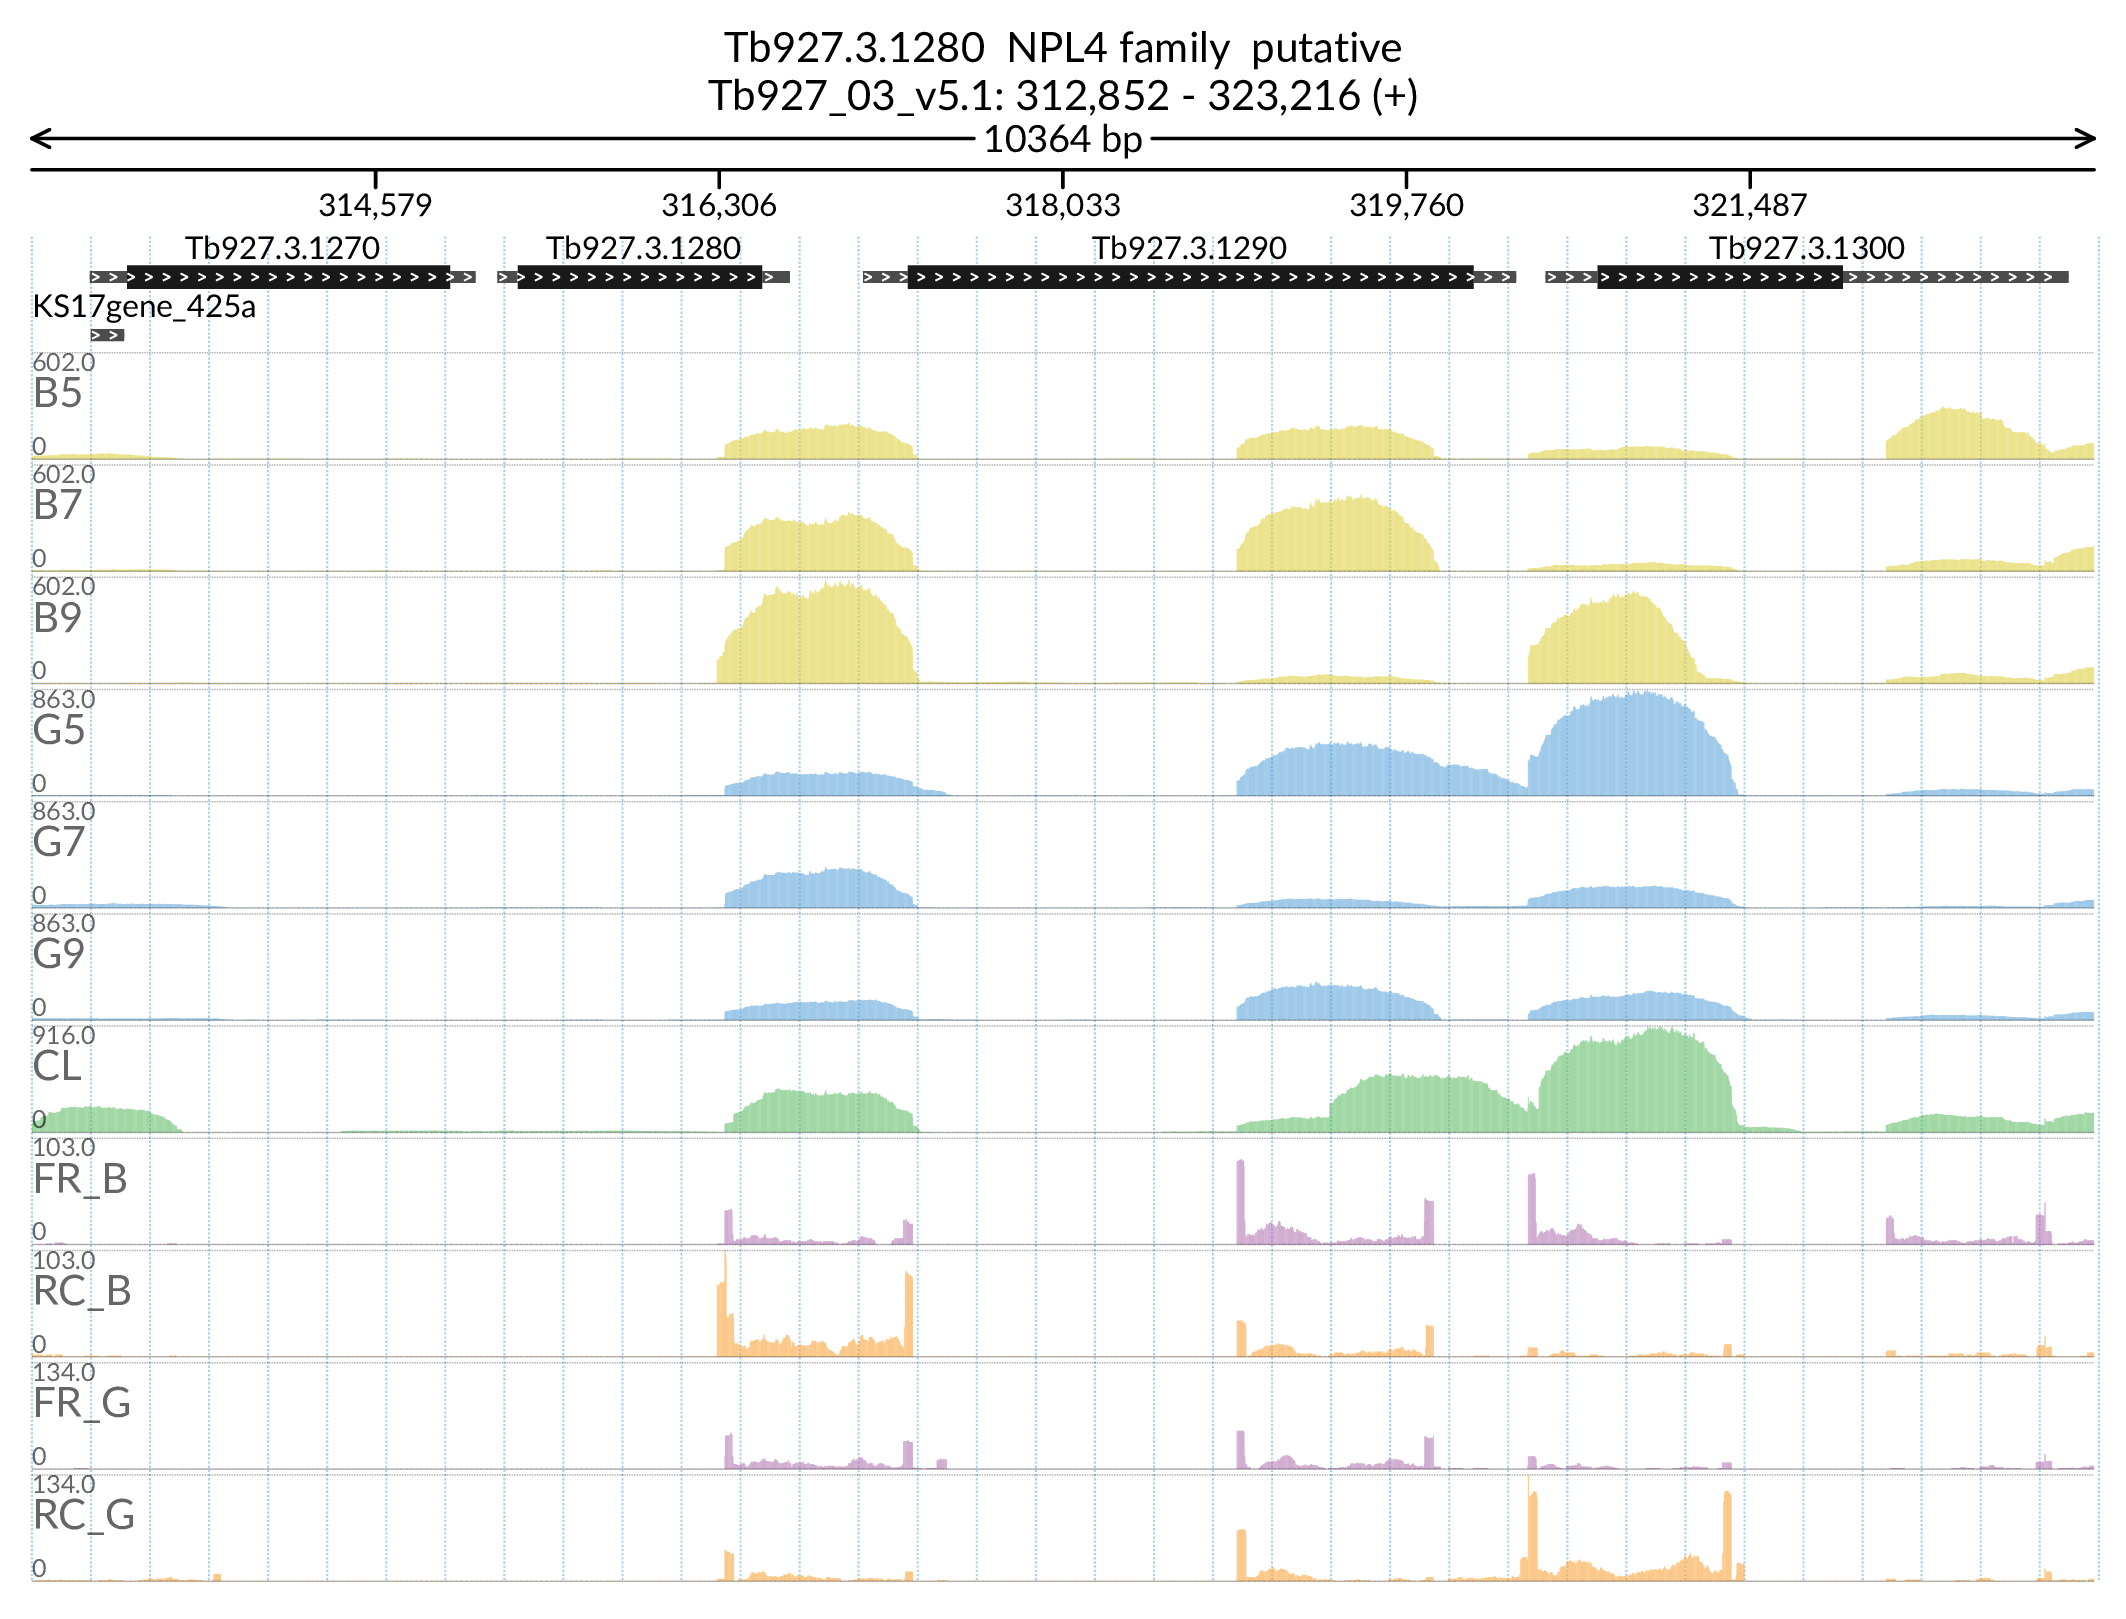 Tb927.3.1280  NPL4 family  putative
Tb927_03_v5.1: 312,852 - 323,216 (+)
10364 bp
314,579 316,306 318,033 319,760 321,487
Tb927.3.1270 Tb927.3.1280 Tb927.3.1290 Tb927.3.1300
KS17gene_425a
602.0
B5
0
602.0
B7
0
602.0
B9
0
863.0
G5
0
863.0
G7
0
863.0
G9
0
916.0
CL
0
103.0
FR_B
0
103.0
RC_B
0
134.0
FR_G
0
134.0
RC_G
0